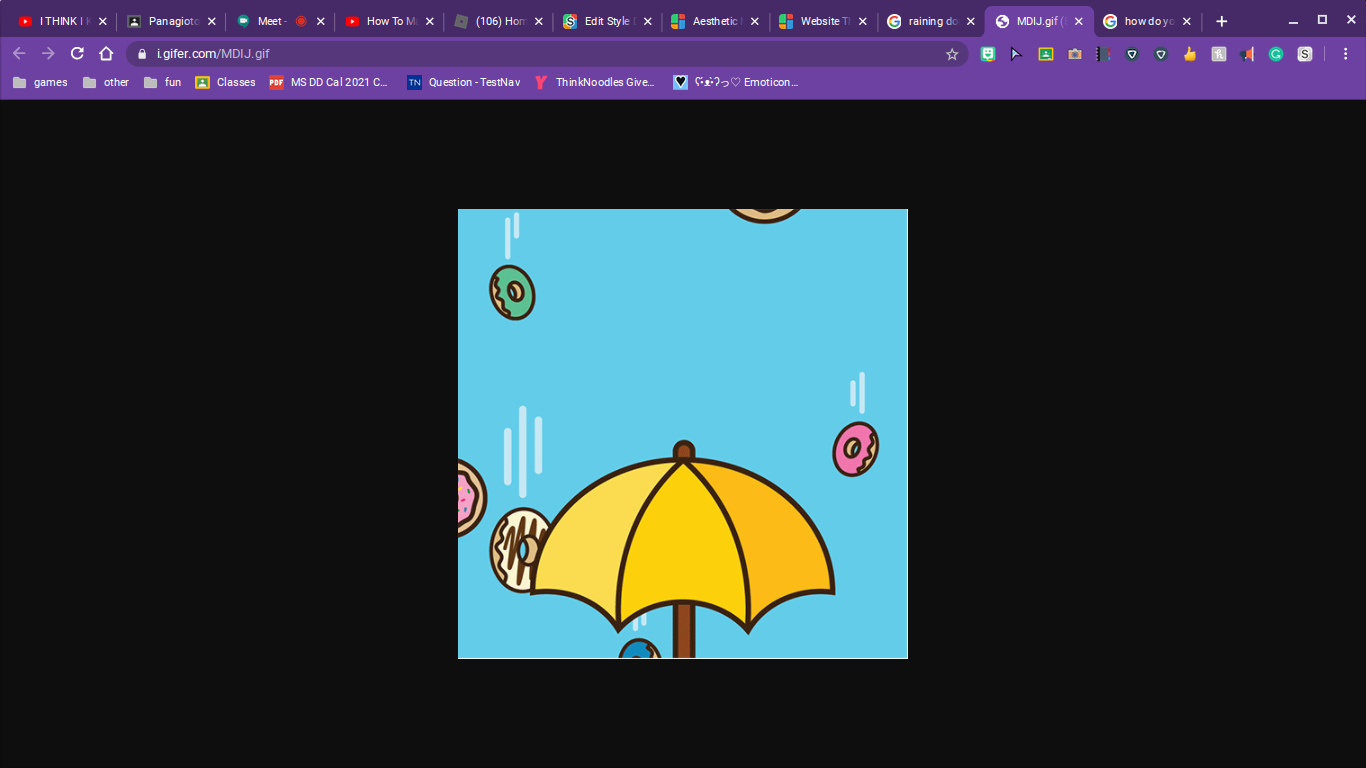 I THINK I
Panagioto
Meet -
How To M
(106) Hom
Edit Style
Aesthetic
Website T
raining do
MDIJ.gif (
how do yo
i.gifer.com/MDIJ.gif
games other fun Classes MS DD Cal 2021 C... Question - TestNav ThinkNoodles Give... ʕ•ᴥ•ʔっ♡ Emoticon...